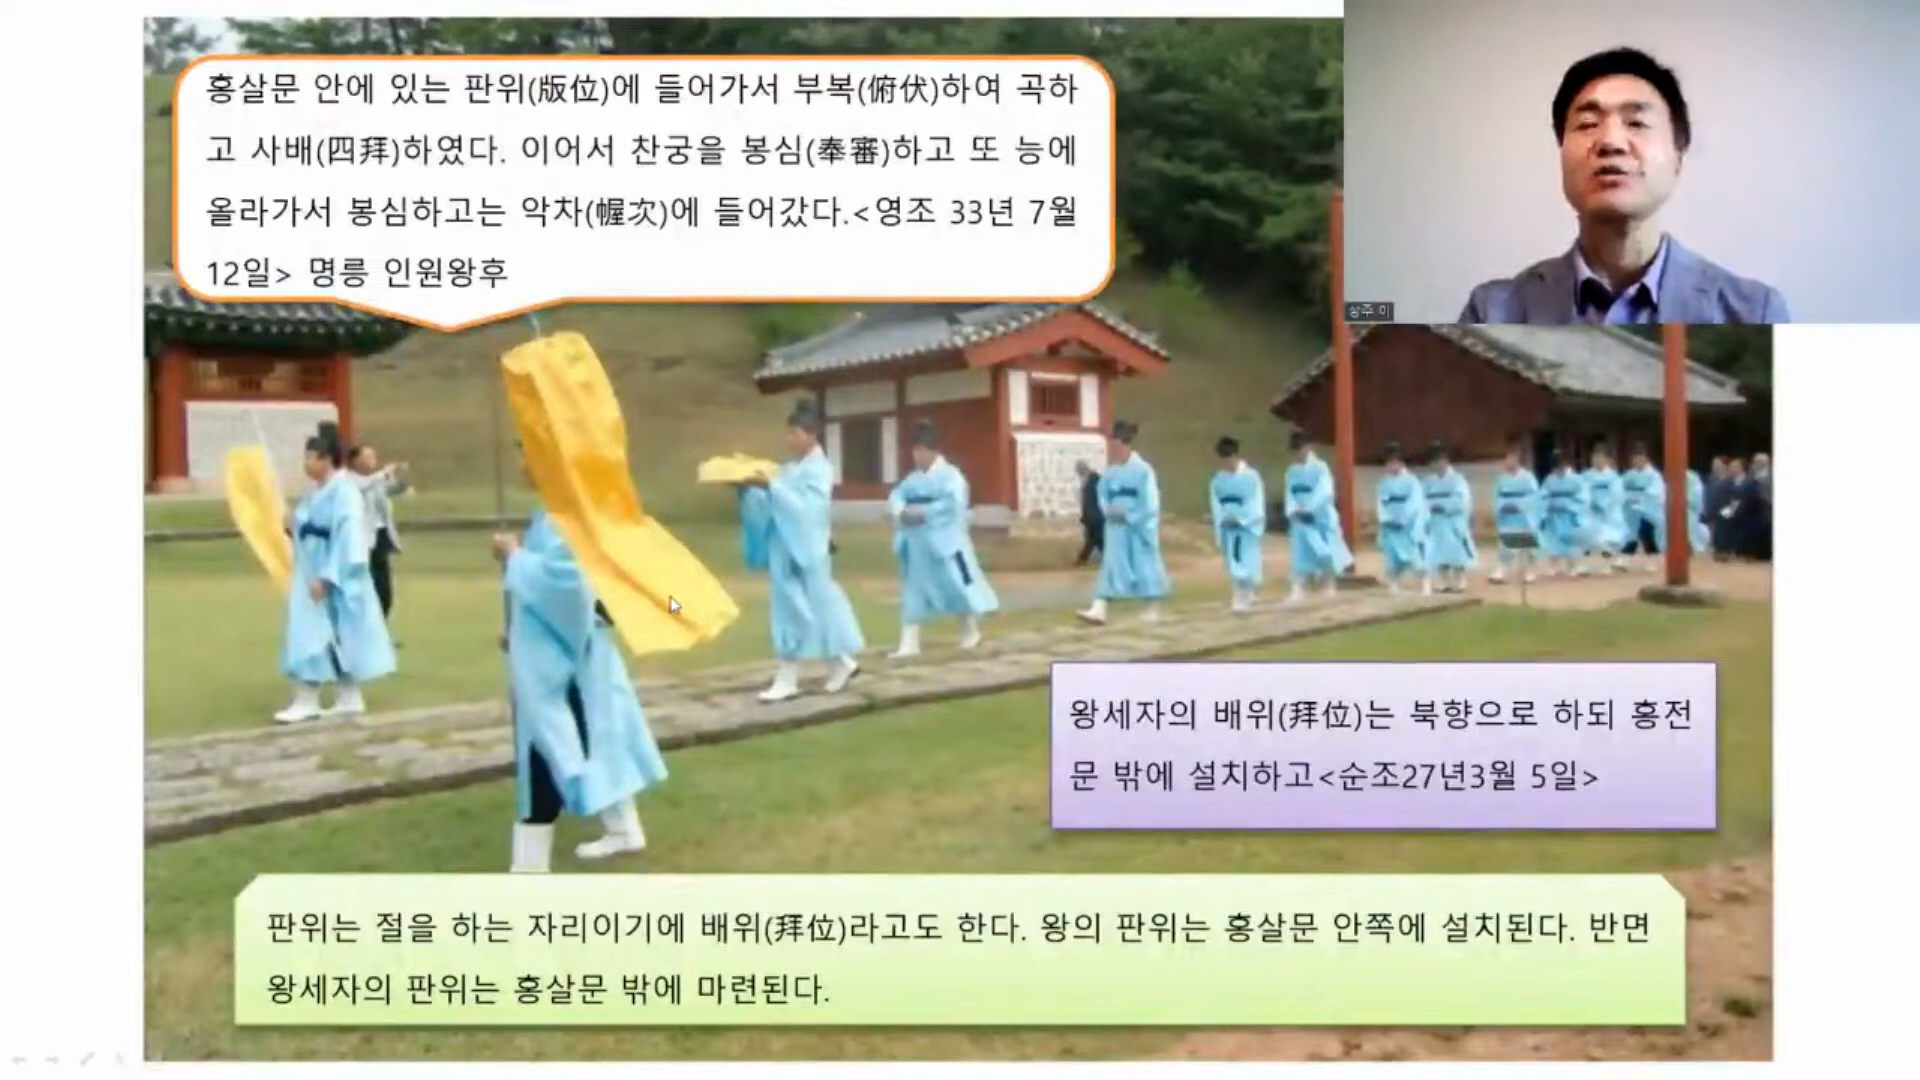 홍살문 안에 있는 판위(版位)에 들어가서 부복(俯伏)하여 곡하
고 사배(四拜)하였다. 이어서 찬궁을 봉심(奉審)하고 또 능에
올라가서 봉심하고는 악차(幄次)에 들어갔다.<영조 33년 7월
12일> 명릉 인원왕후
상주 이
왕세자의 배위(拜位)는 북향으로 하되 홍전
문 밖에 설치하고<순조27년3월 5일>
판위는 절을 하는 자리이기에 배위(拜位)라고도 한다. 왕의 판위는 홍살문 안쪽에 설치된다. 반면
왕세자의 판위는 홍살문 밖에 마련된다.